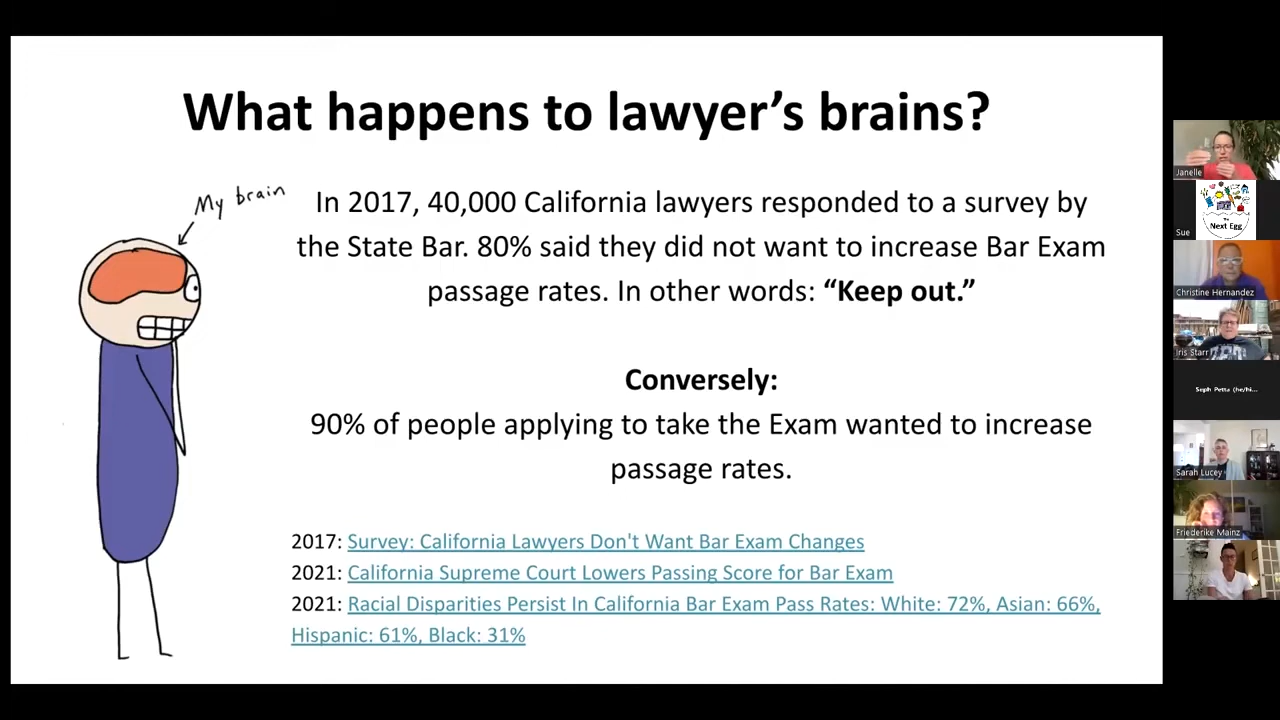 What happens to lawyer's brains?
My brain
In 2017, 40,000 California lawyers responded to a survey by
the State Bar. 80% said they did not want to increase Bar Exam
passage rates. In other words: “Keep out.”
Conversely:
90% of people applying to take the Exam wanted to increase
passage rates.
2017: Survey: California Lawyers Don't Want Bar Exam Changes
2021: California Supreme Court Lowers Passing Score for Bar Exam
2021: Racial Disparities Persist In California Bar Exam Pass Rates: White: 72%, Asian: 66%,
Hispanic: 61%, Black: 31%
Janelle
The
Next Egg
Sue
Christine Hernandez
Iris Starr
Seph Petta (he/hi...
Sarah Lucey
Friederike Mainz